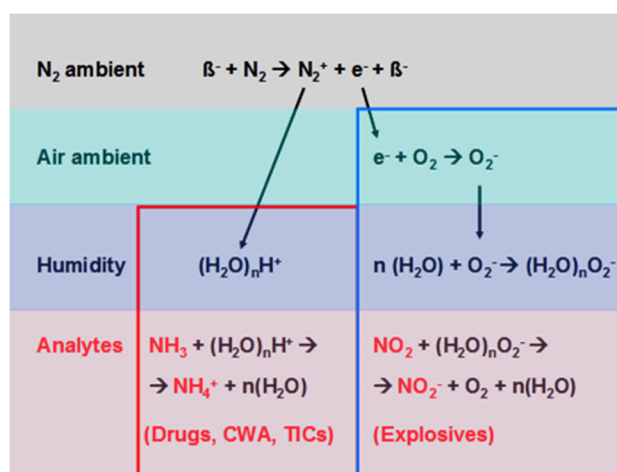 N₂ ambient ß⁻ + N₂ → N₂⁺ + e⁻ + ß⁻
Air ambient e⁻ + O₂ → O₂⁻
Humidity (H₂O)ₙH⁺ n (H₂O) + O₂⁻ → (H₂O)ₙO₂⁻
Analytes NH₃ + (H₂O)ₙH⁺ → NO₂ + (H₂O)ₙO₂⁻ →
→ NH₄⁺ + n(H₂O) → NO₂⁻ + O₂ + n(H₂O)
(Drugs, CWA, TICs) (Explosives)